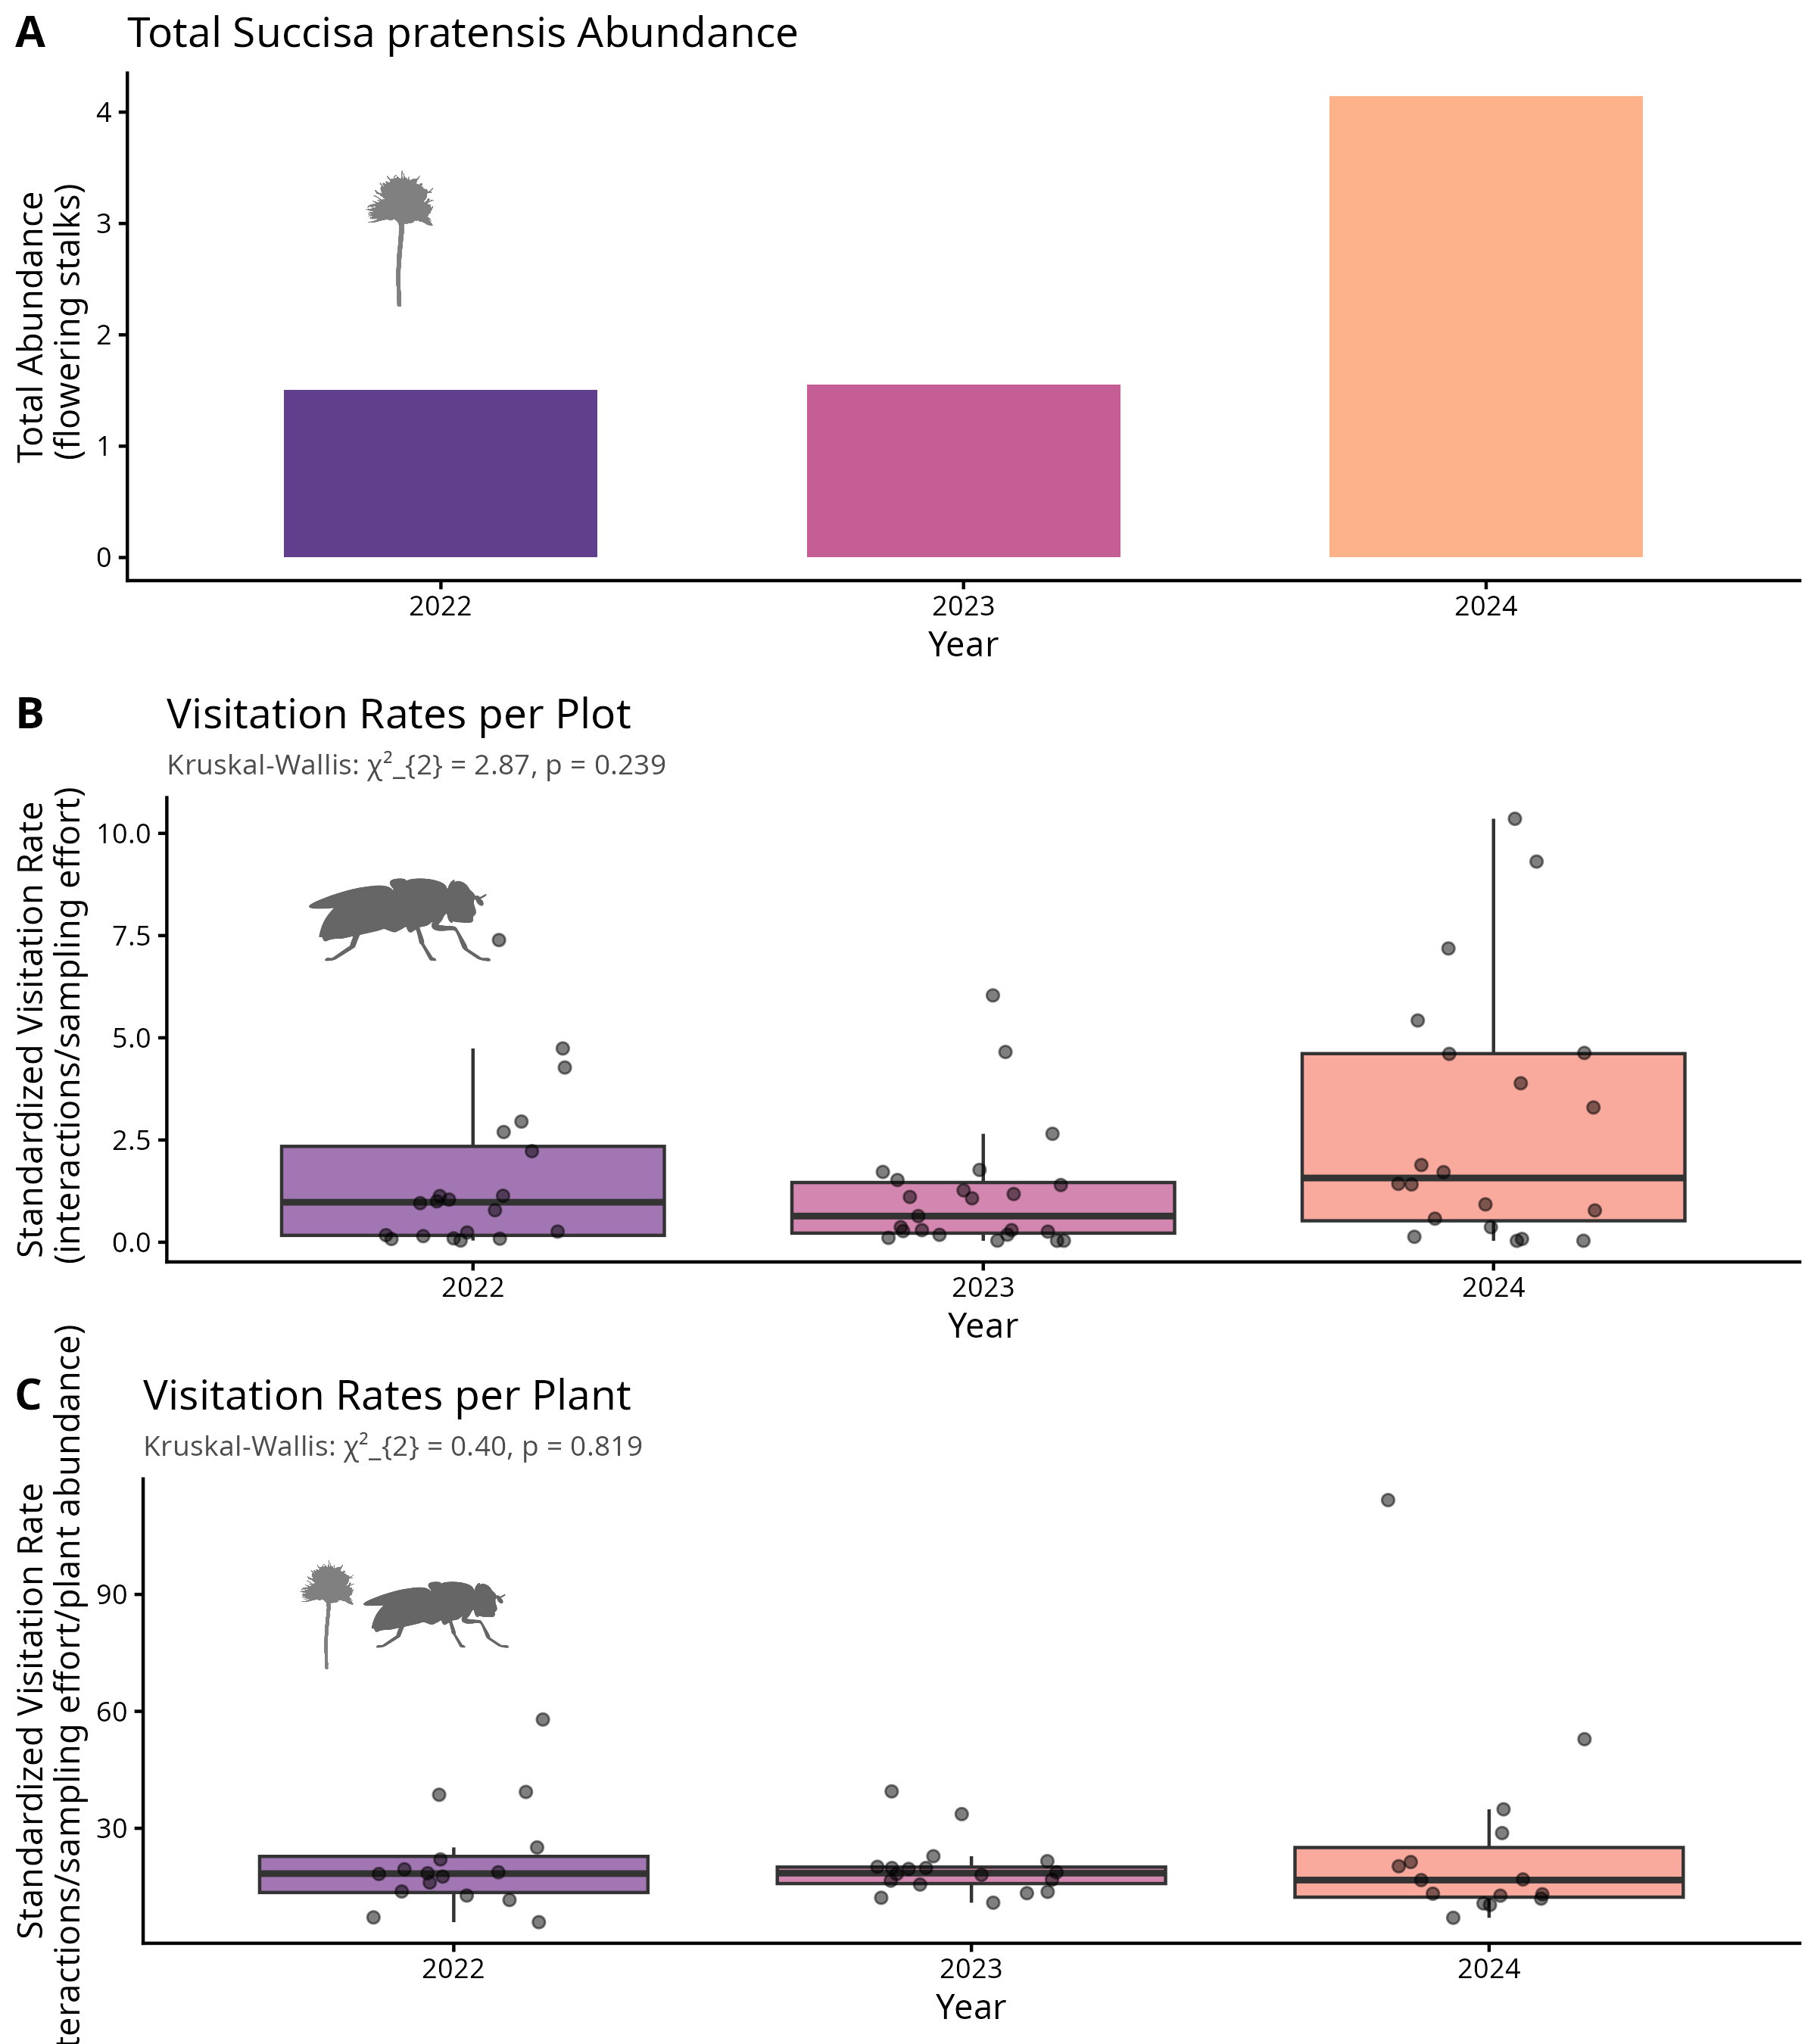 A
Total Succisa pratensis Abundance
Total Abundance
(flowering stalks)
4
3
2
1
0
2022
2023
2024
Year
B
Visitation Rates per Plot
Kruskal-Wallis: χ²_{2} = 2.87, p = 0.239
Standardized Visitation Rate
(interactions/sampling effort)
10.0
7.5
5.0
2.5
0.0
2022
2023
2024
Year
C
Visitation Rates per Plant
Kruskal-Wallis: χ²_{2} = 0.40, p = 0.819
Standardized Visitation Rate
teractions/sampling effort/plant abundance)
90
60
30
2022
2023
2024
Year